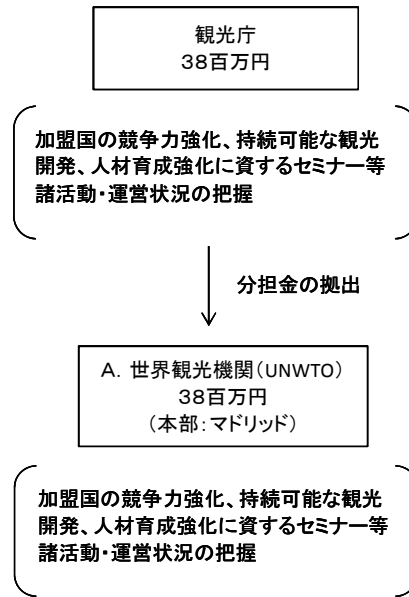 観光庁
38百万円
加盟国の競争力強化、持続可能な観光
開発、人材育成強化に資するセミナー等
諸活動・運営状況の把握
分担金の拠出
A. 世界観光機関（UNWTO）
38百万円
（本部：マドリッド）
加盟国の競争力強化、持続可能な観光
開発、人材育成強化に資するセミナー等
諸活動・運営状況の把握